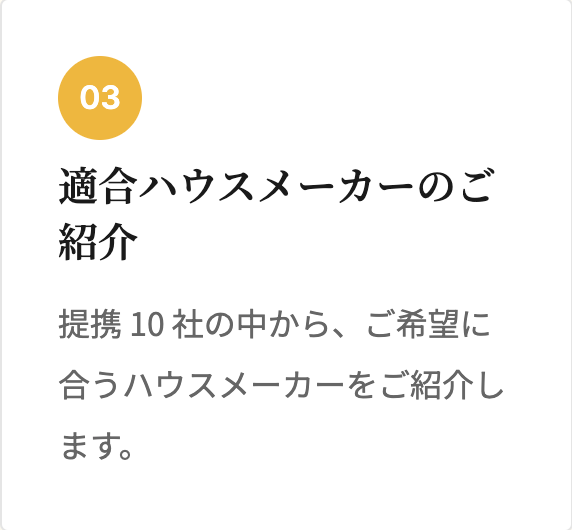 03
適合ハウスメーカーのご
紹介
提携 10 社の中から、ご希望に
合うハウスメーカーをご紹介し
ます。